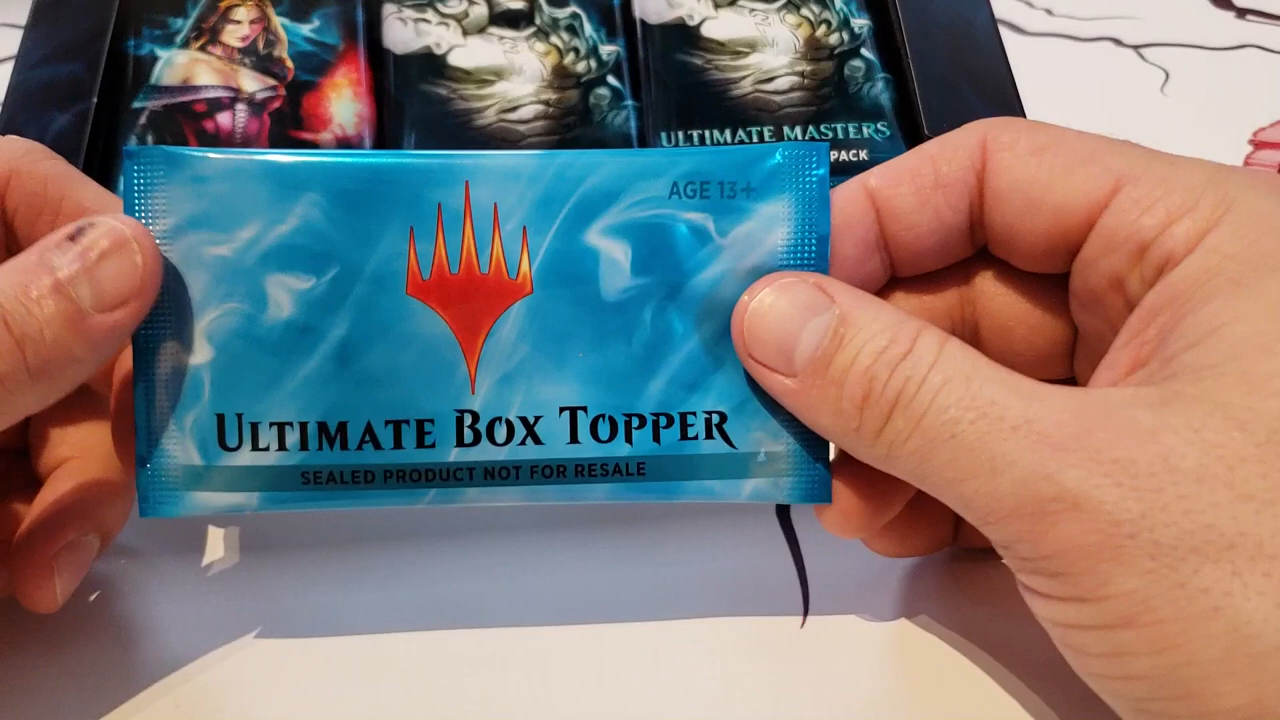 ULTIMATE MASTERS
PACK
AGE 13+
ULTIMATE BOX TOPPER
SEALED PRODUCT NOT FOR RESALE